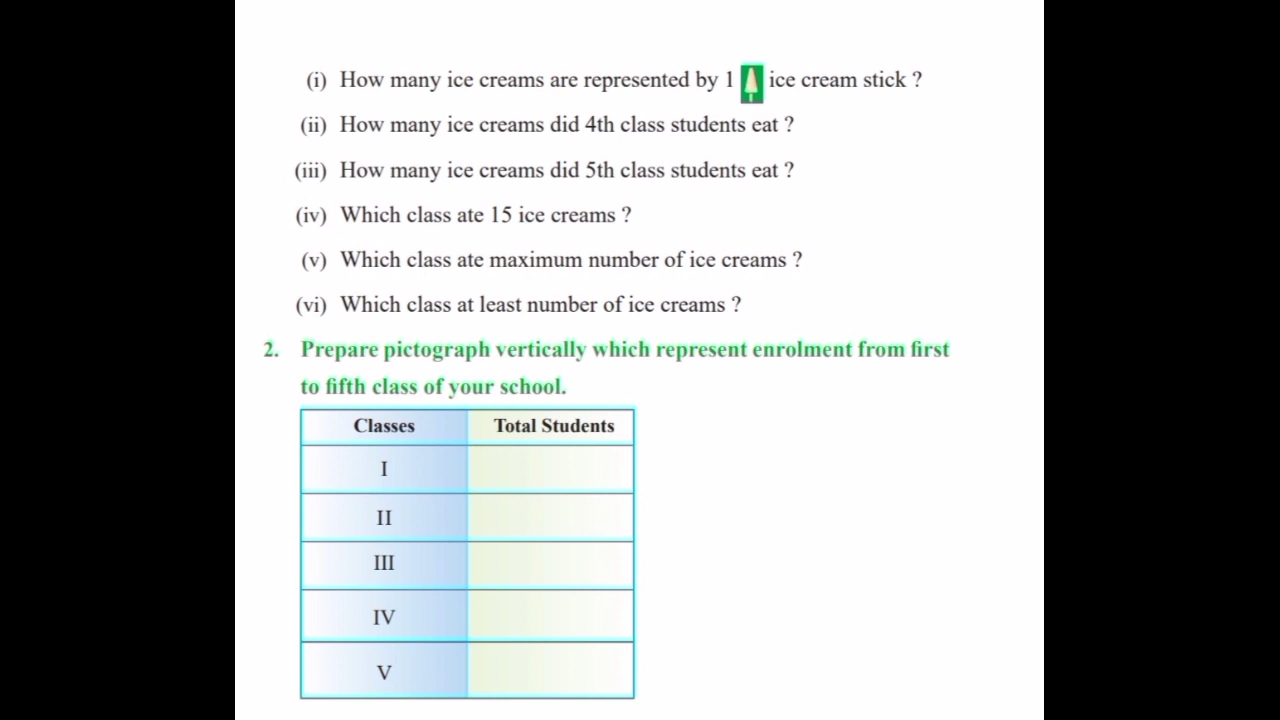 (i) How many ice creams are represented by 1 ice cream stick ?
(ii) How many ice creams did 4th class students eat ?
(iii) How many ice creams did 5th class students eat ?
(iv) Which class ate 15 ice creams ?
(v) Which class ate maximum number of ice creams ?
(vi) Which class at least number of ice creams ?
2. Prepare pictograph vertically which represent enrolment from first
to fifth class of your school.
Classes Total Students
I
II
III
IV
V